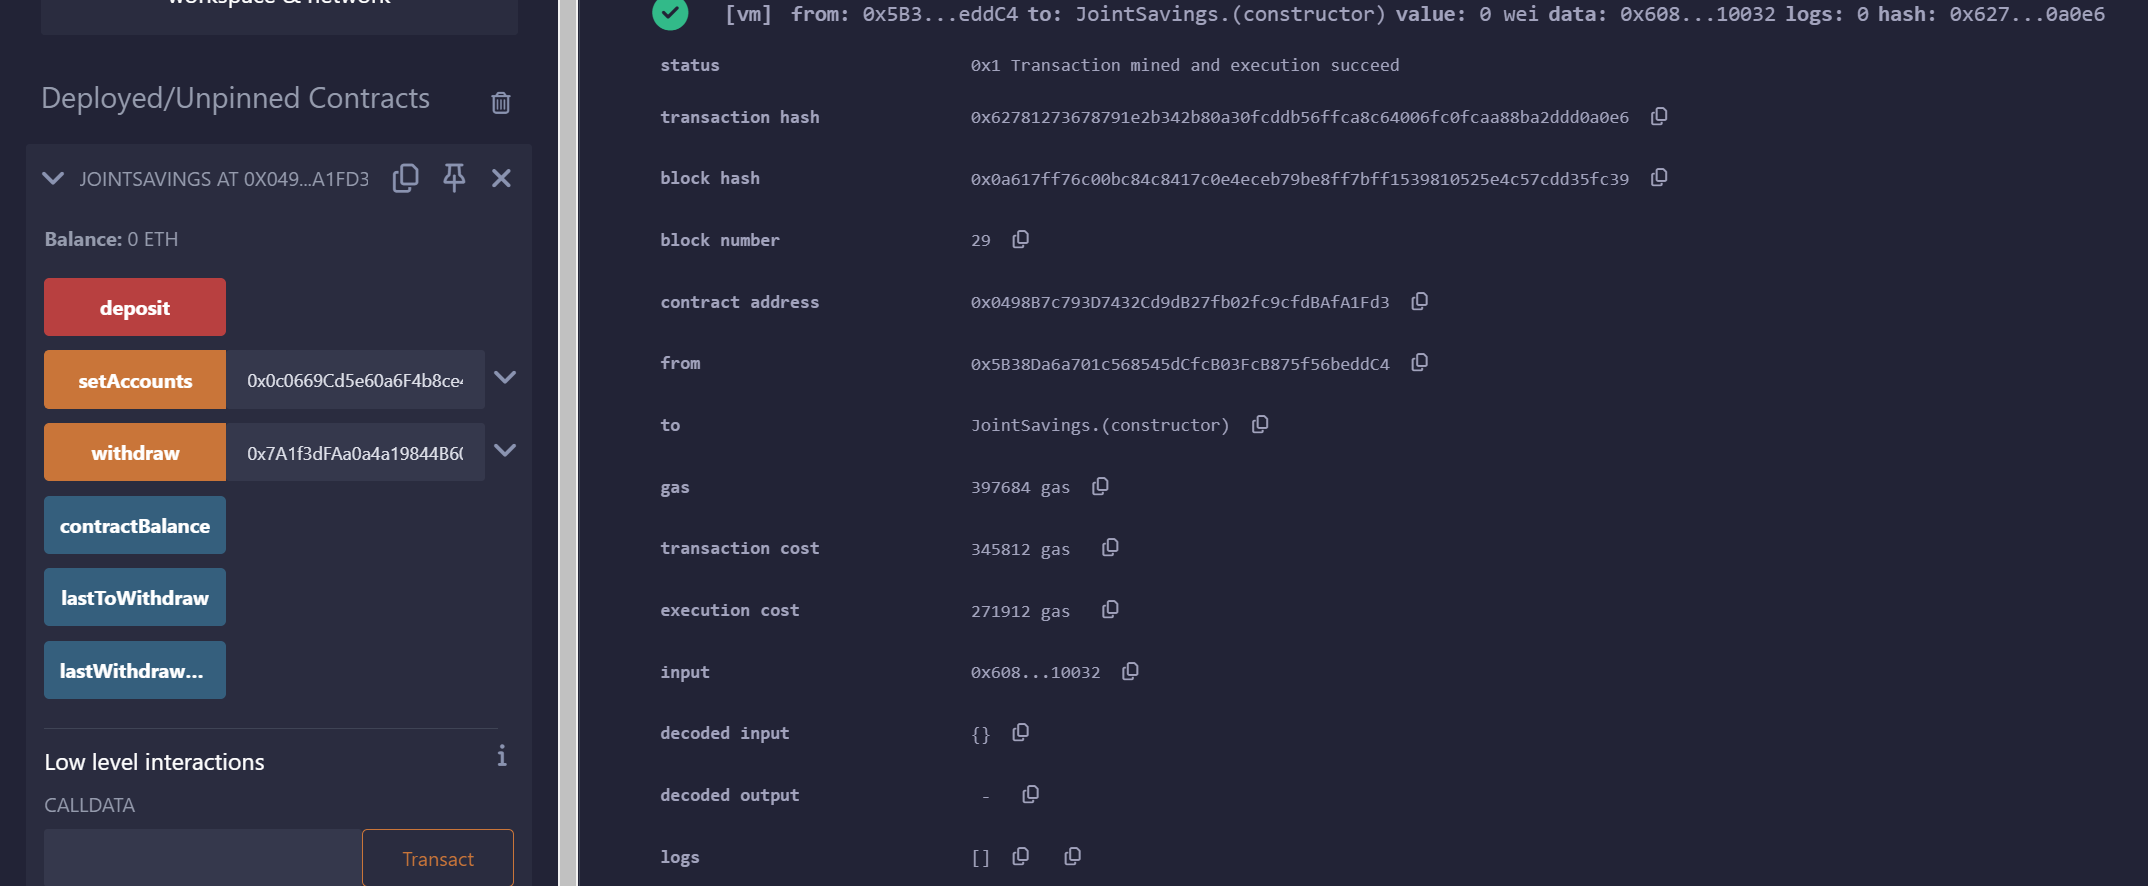 workspace & network
Deployed/Unpinned Contracts
JOINTSAVINGS AT 0X049...A1FD3
Balance: 0 ETH
deposit
setAccounts 0x0c0669Cd5e60a6F4b8ce4
withdraw 0x7A1f3dFAa0a4a19844B60
contractBalance
lastToWithdraw
lastWithdraw...
Low level interactions
i
CALLDATA
Transact
[vm] from: 0x5B3...eddC4 to: JointSavings.(constructor) value: 0 wei data: 0x608...10032 logs: 0 hash: 0x627...0a0e6
status 0x1 Transaction mined and execution succeed
transaction hash 0x62781273678791e2b342b80a30fcddb56ffca8c64006fc0fcaa88ba2ddd0a0e6
block hash 0x0a617ff76c00bc84c8417c0e4eceb79be8ff7bff1539810525e4c57cdd35fc39
block number 29
contract address 0x0498B7c793D7432Cd9dB27fb02fc9cfdBAfA1Fd3
from 0x5B38Da6a701c568545dCfcB03FcB875f56beddC4
to JointSavings.(constructor)
gas 397684 gas
transaction cost 345812 gas
execution cost 271912 gas
input 0x608...10032
decoded input {}
decoded output -
logs []